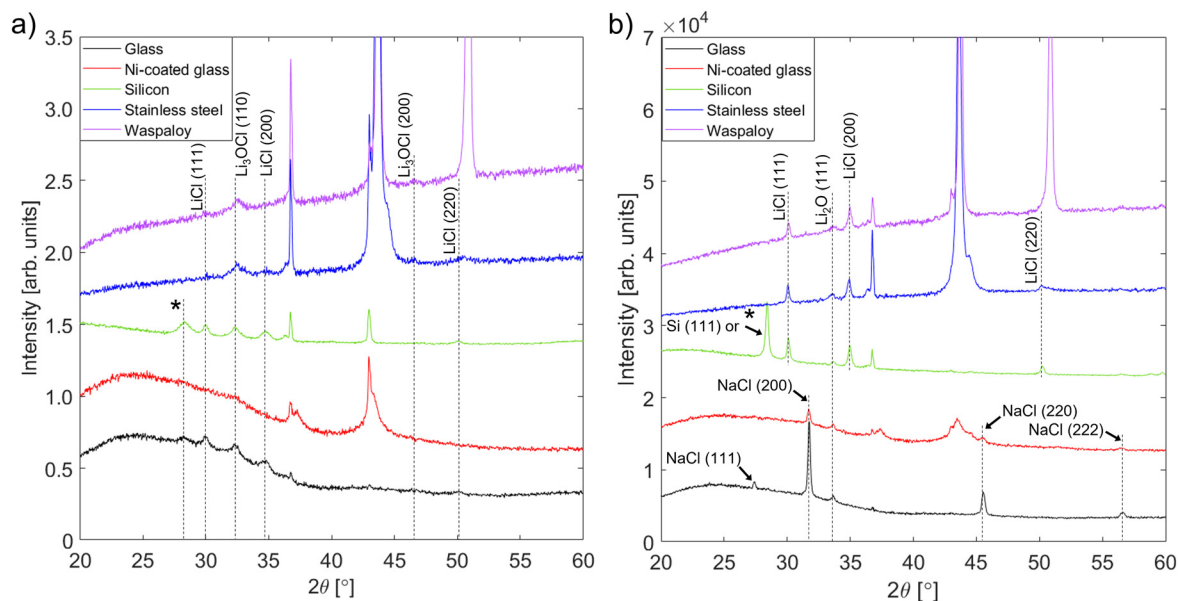 a)
3.5
3.0
2.5
2.0
1.5
1.0
0.5
0
Intensity [arb. units]
Glass
Ni-coated glass
Silicon
Stainless steel
Waspaloy
LiCl (111)
Li₃OCl (110)
LiCl (200)
Li₃OCl (200)
LiCl (220)
*
20 25 30 35 40 45 50 55 60
2θ [°]
b)
×10⁴
7
6
5
4
3
2
1
0
Intensity [arb. units]
Glass
Ni-coated glass
Silicon
Stainless steel
Waspaloy
LiCl (111)
Li₂O (111)
LiCl (200)
LiCl (220)
Si (111) or *
NaCl (200)
NaCl (220)
NaCl (222)
NaCl (111)
20 25 30 35 40 45 50 55 60
2θ [°]